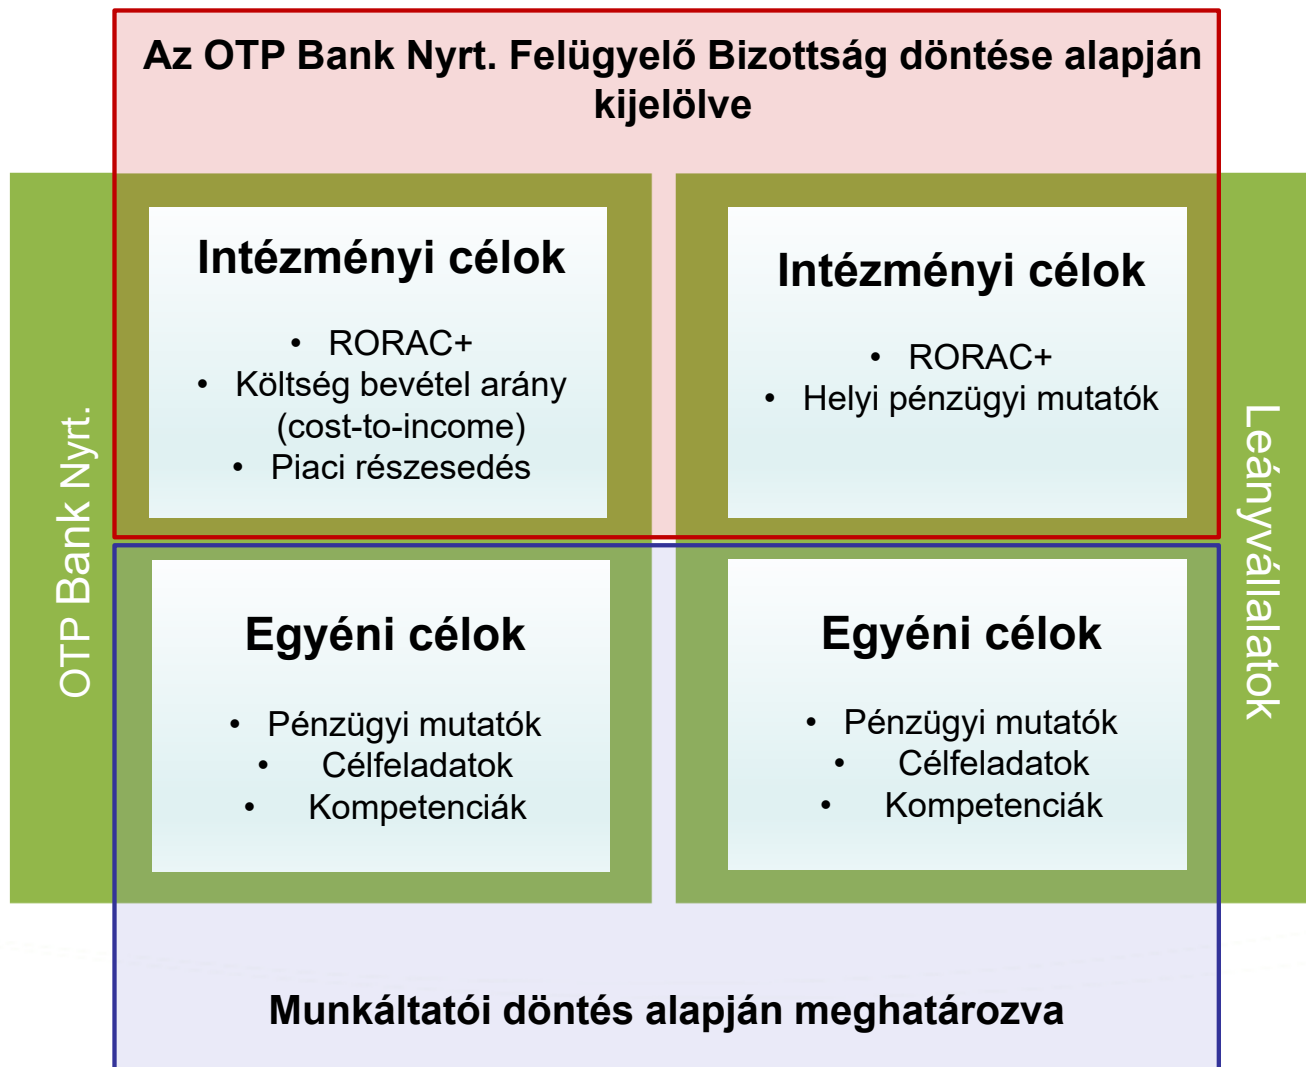 Az OTP Bank Nyrt. Felügyelő Bizottság döntése alapján
kijelölve
OTP Bank Nyrt.
Intézményi célok
• RORAC+
• Költség bevétel arány
(cost-to-income)
• Piaci részesedés
Intézményi célok
• RORAC+
• Helyi pénzügyi mutatók
Leányvállalatok
Egyéni célok
• Pénzügyi mutatók
• Célfeladatok
• Kompetenciák
Egyéni célok
• Pénzügyi mutatók
• Célfeladatok
• Kompetenciák
Munkáltatói döntés alapján meghatározva